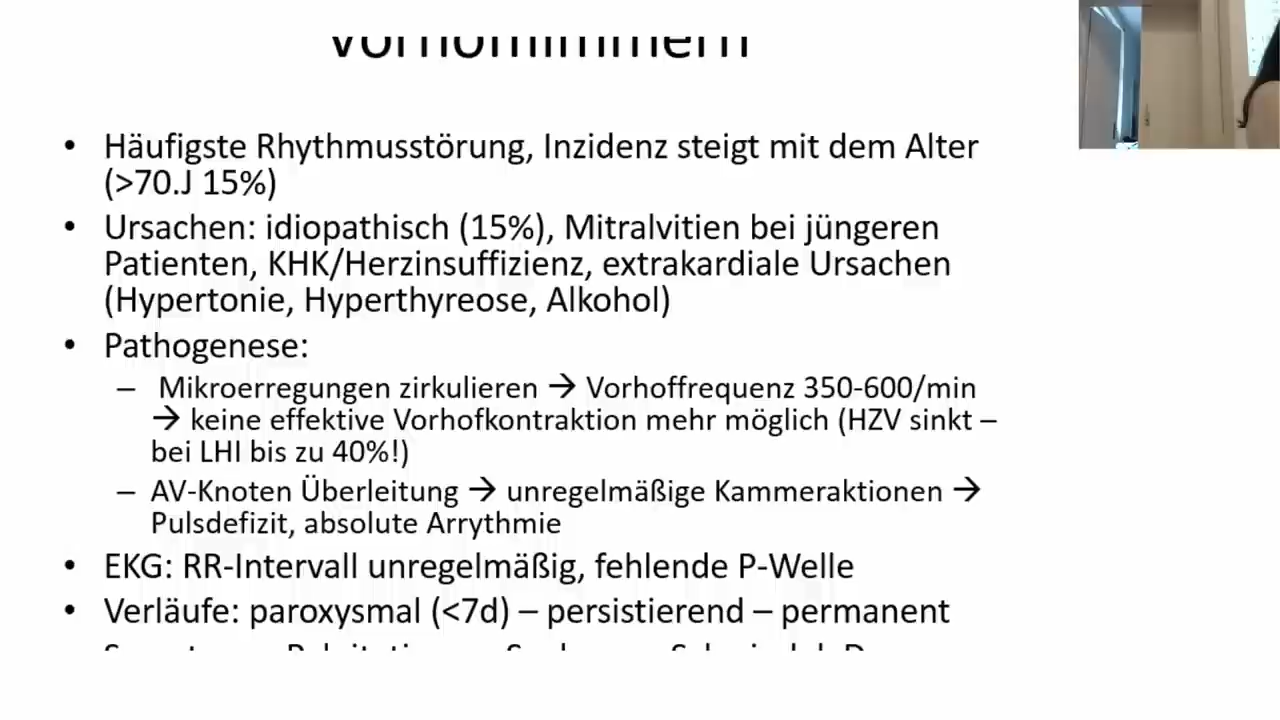 Vorhofflimmern
• Häufigste Rhythmusstörung, Inzidenz steigt mit dem Alter
(>70.J 15%)
• Ursachen: idiopathisch (15%), Mitralvitien bei jüngeren
Patienten, KHK/Herzinsuffizienz, extrakardiale Ursachen
(Hypertonie, Hyperthyreose, Alkohol)
• Pathogenese:
– Mikroerregungen zirkulieren → Vorhoffrequenz 350-600/min
→ keine effektive Vorhofkontraktion mehr möglich (HZV sinkt –
bei LHI bis zu 40%!)
– AV-Knoten Überleitung → unregelmäßige Kammeraktionen →
Pulsdefizit, absolute Arrythmie
• EKG: RR-Intervall unregelmäßig, fehlende P-Welle
• Verläufe: paroxysmal (<7d) – persistierend – permanent